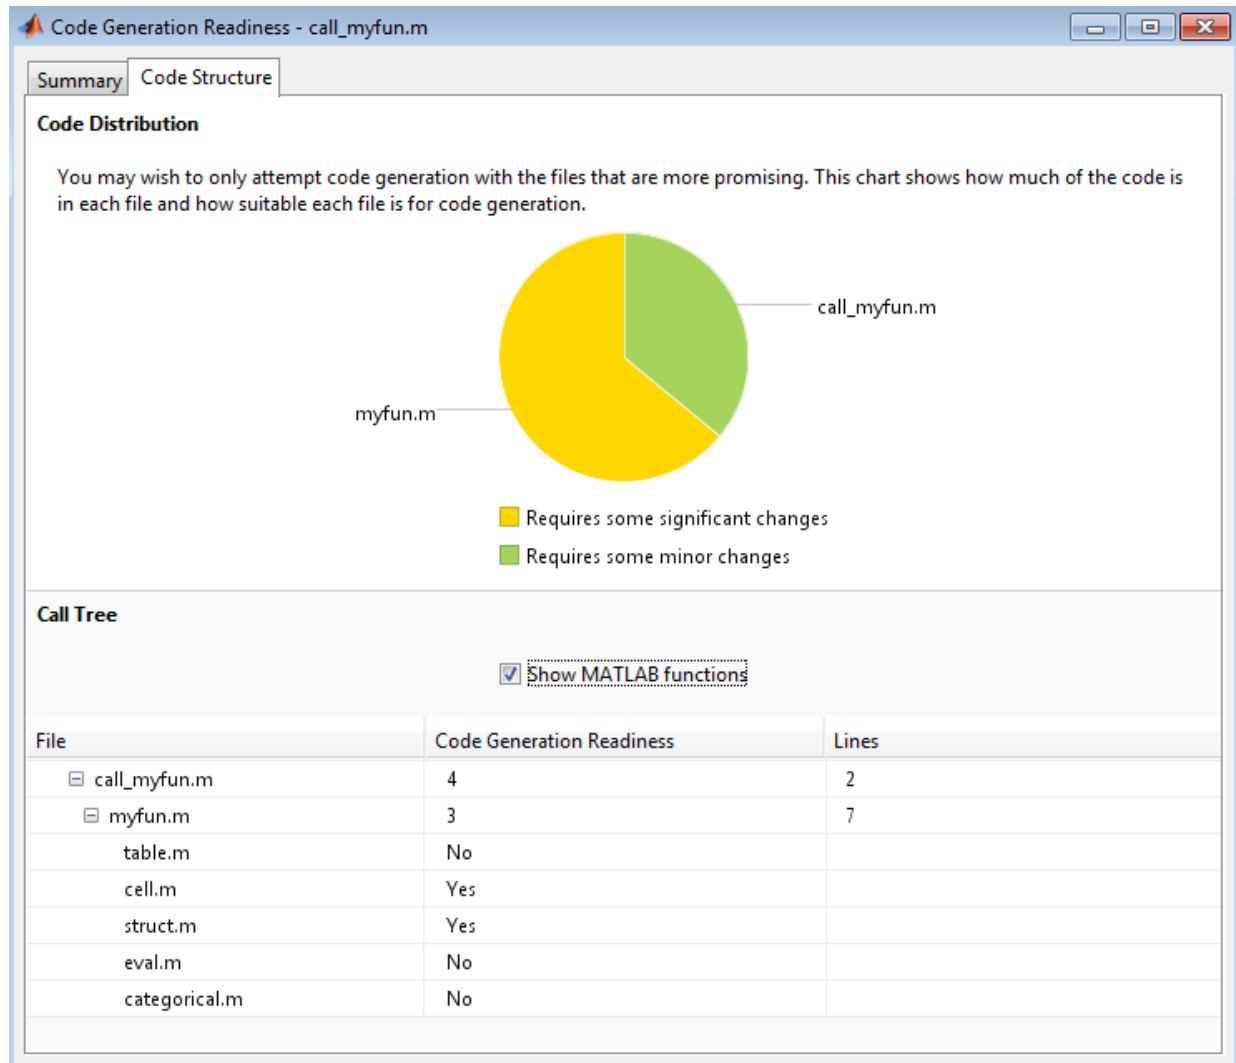 Code Generation Readiness - call_myfun.m
Summary
Code Structure
Code Distribution
You may wish to only attempt code generation with the files that are more promising. This chart shows how much of the code is
in each file and how suitable each file is for code generation.
call_myfun.m
myfun.m
Requires some significant changes
Requires some minor changes
Call Tree
Show MATLAB functions
File Code Generation Readiness Lines
call_myfun.m 4 2
myfun.m 3 7
table.m No
cell.m Yes
struct.m Yes
eval.m No
categorical.m No